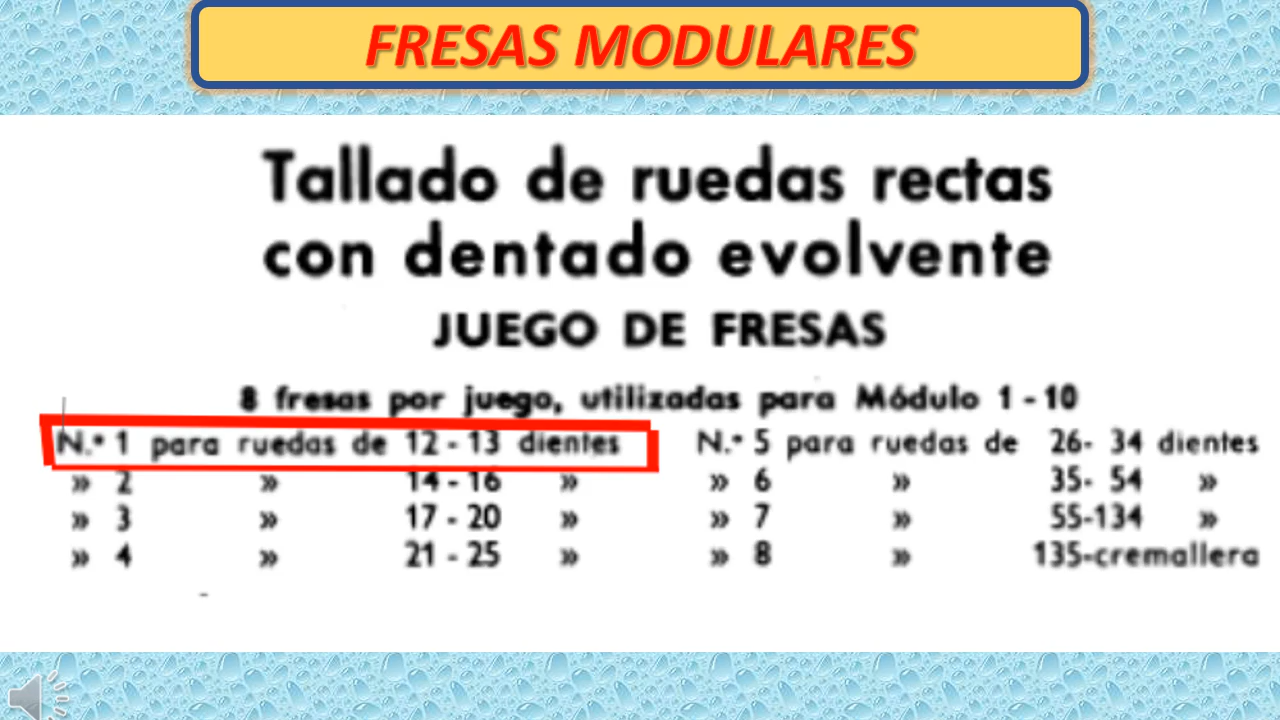 FRESAS MODULARES
Tallado de ruedas rectas
con dentado evolvente
JUEGO DE FRESAS
8 fresas por juego, utilizadas para Módulo 1 - 10
N.º 1 para ruedas de 12 - 13 dientes
» 2 » 14 - 16 »
» 3 » 17 - 20 »
» 4 » 21 - 25 »
N.º 5 para ruedas de 26- 34 dientes
» 6 » 35- 54 »
» 7 » 55-134 »
» 8 » 135-cremallera